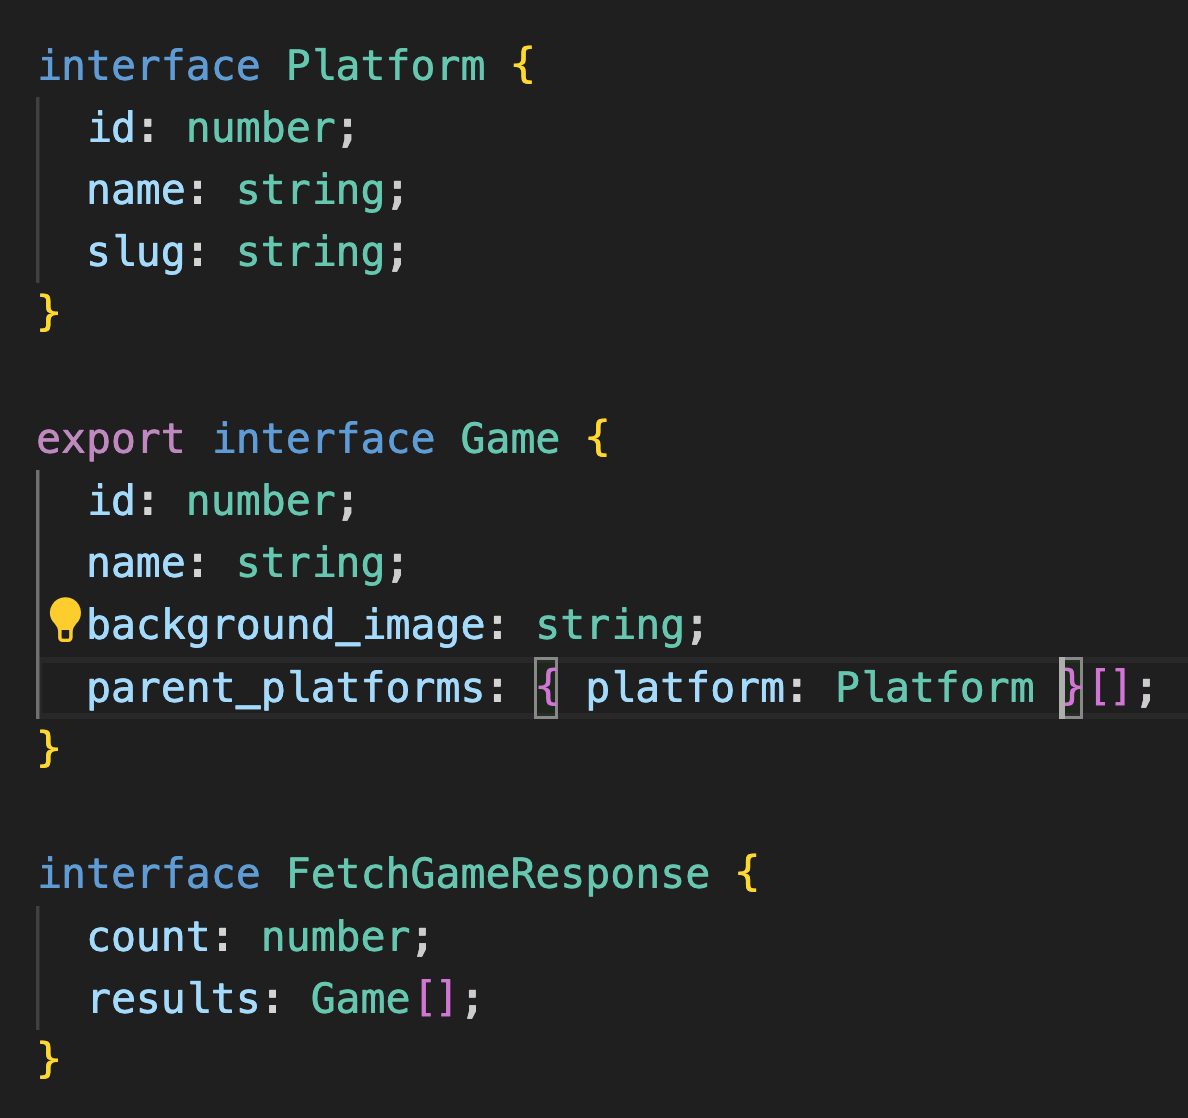 interface Platform {
  id: number;
  name: string;
  slug: string;
}

export interface Game {
  id: number;
  name: string;
  background_image: string;
  parent_platforms: { platform: Platform }[];
}

interface FetchGameResponse {
  count: number;
  results: Game[];
}